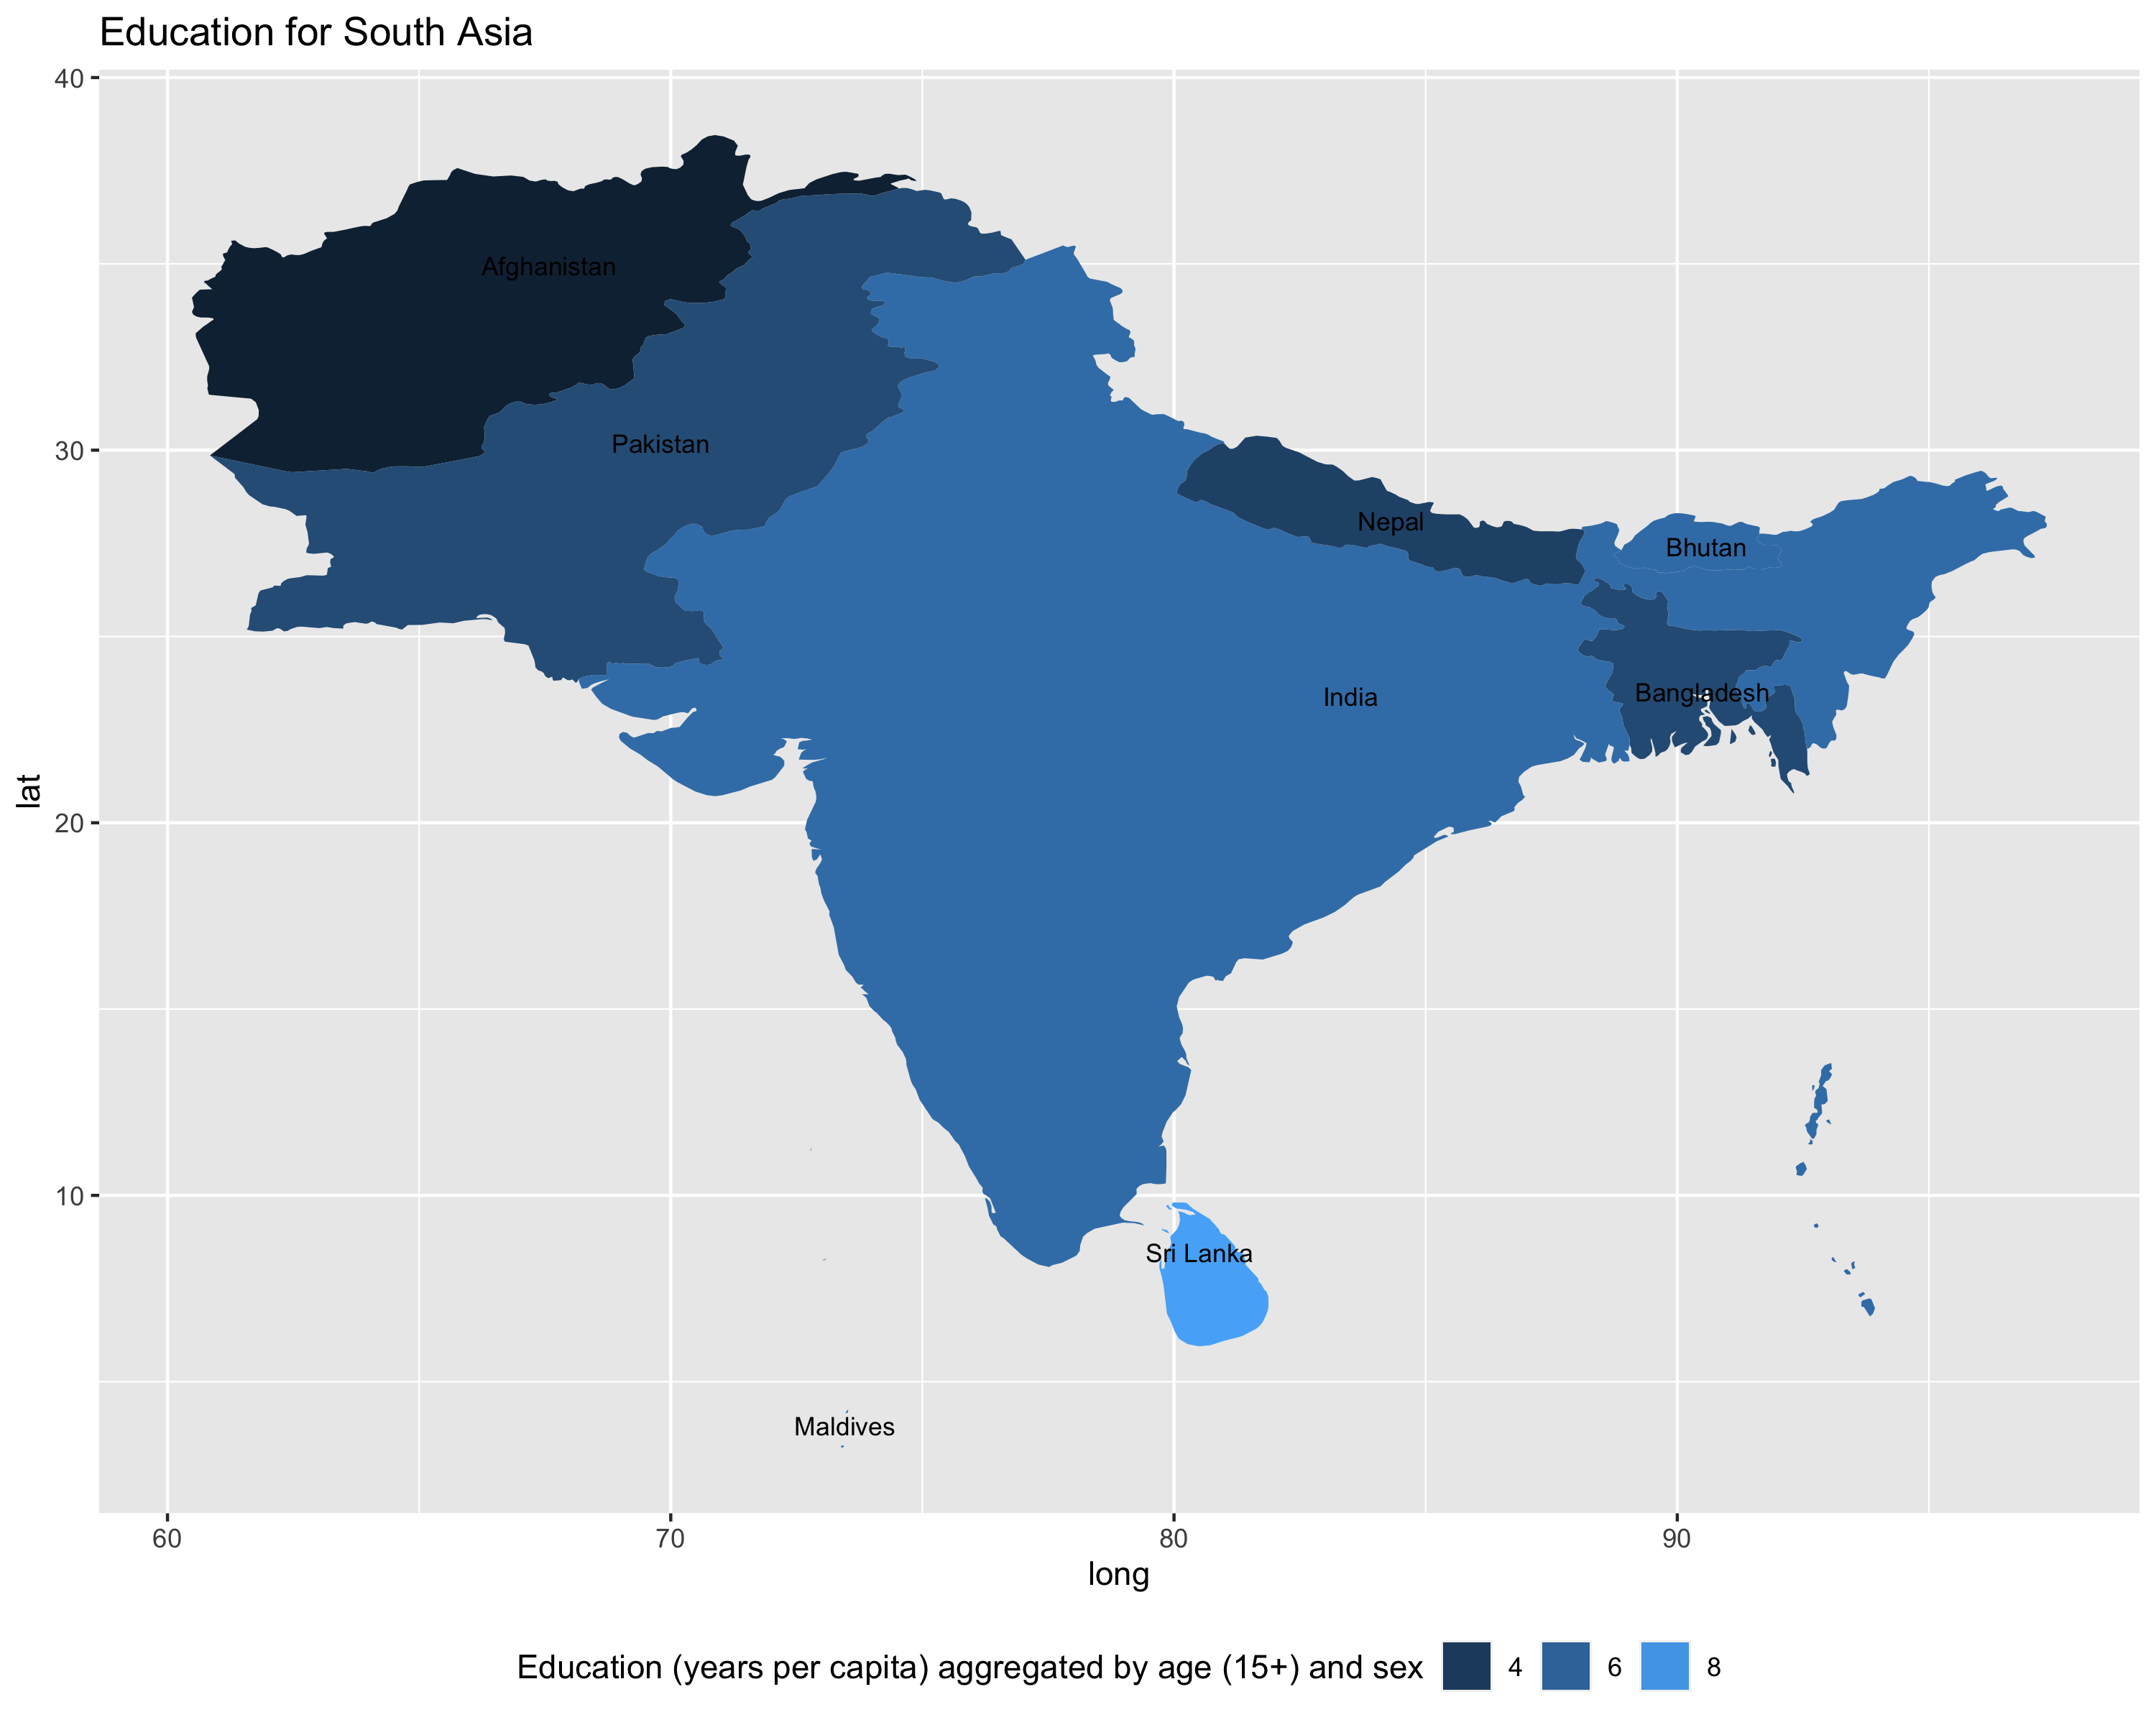 Education for South Asia
40
30
20
10
lat
Afghanistan
Pakistan
Nepal
Bhutan
India
Bangladesh
Sri Lanka
Maldives
60 70 80 90
long
Education (years per capita) aggregated by age (15+) and sex 4 6 8